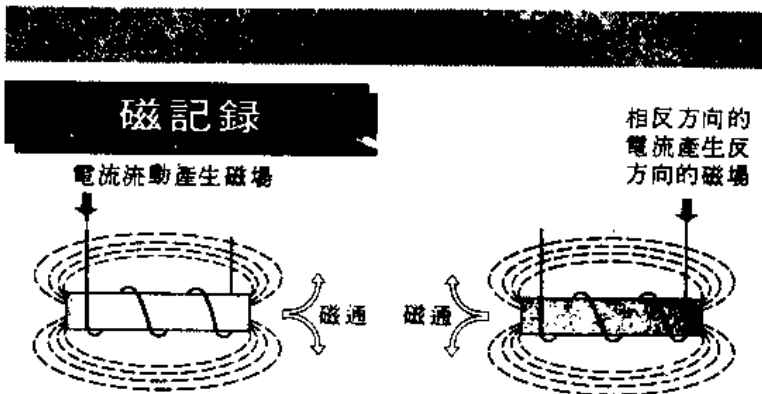 磁記録
電流流動產生磁場
相反方向的
電流產生反
方向的磁場
磁通
磁通